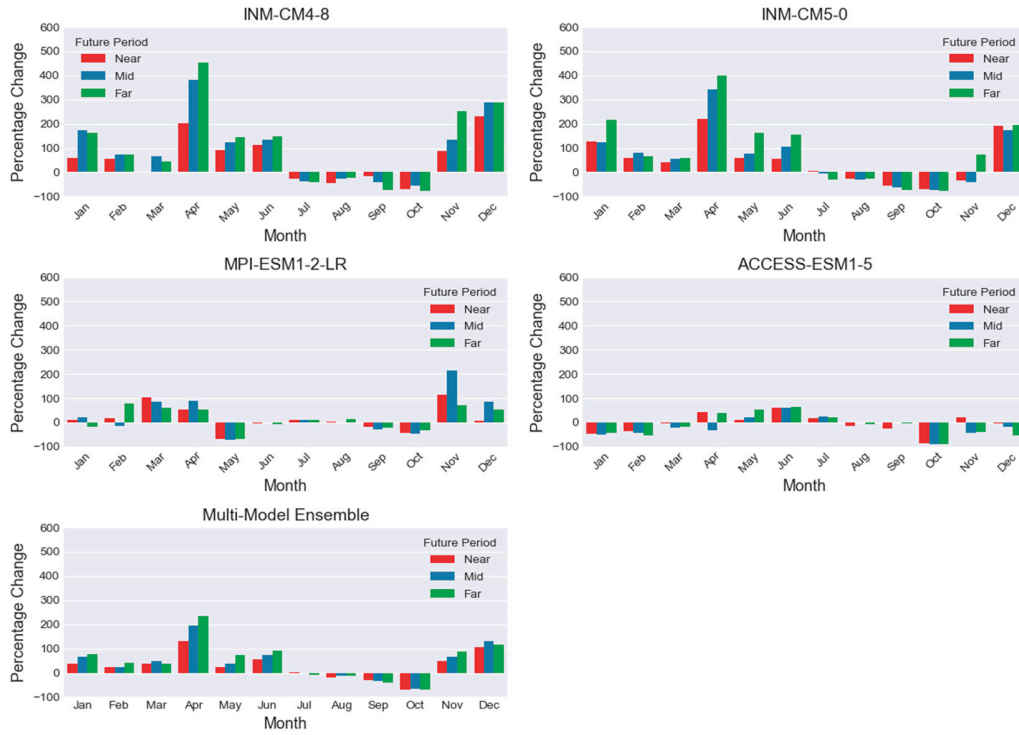 INM-CM4-8
Percentage Change
600
500
400
300
200
100
0
−100
Future Period
Near
Mid
Far
Jan Feb Mar Apr May Jun Jul Aug Sep Oct Nov Dec
Month
INM-CM5-0
Percentage Change
600
500
400
300
200
100
0
−100
Future Period
Near
Mid
Far
Jan Feb Mar Apr May Jun Jul Aug Sep Oct Nov Dec
Month
MPI-ESM1-2-LR
Percentage Change
600
500
400
300
200
100
0
−100
Future Period
Near
Mid
Far
Jan Feb Mar Apr May Jun Jul Aug Sep Oct Nov Dec
Month
ACCESS-ESM1-5
Percentage Change
600
500
400
300
200
100
0
−100
Future Period
Near
Mid
Far
Jan Feb Mar Apr May Jun Jul Aug Sep Oct Nov Dec
Month
Multi-Model Ensemble
Percentage Change
600
500
400
300
200
100
0
−100
Future Period
Near
Mid
Far
Jan Feb Mar Apr May Jun Jul Aug Sep Oct Nov Dec
Month